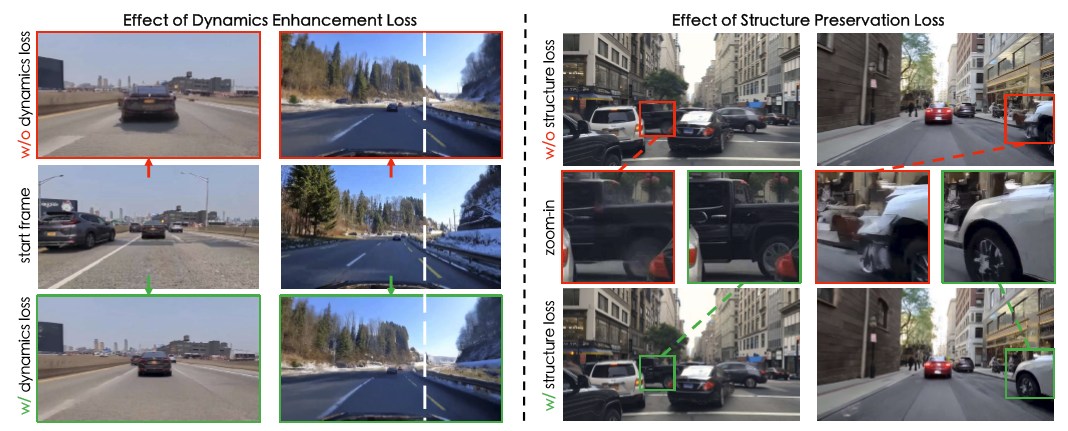 Effect of Dynamics Enhancement Loss
Effect of Structure Preservation Loss
w/o dynamics loss
start frame
w/ dynamics loss
w/o structure loss
zoom-in
w/ structure loss